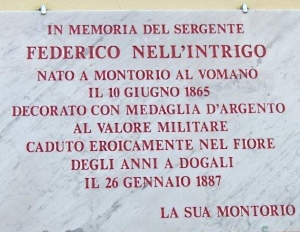 IN MEMORIA DEL SERGENTE
FEDERICO NELL'INTRIGO
NATO A MONTORIO AL VOMANO
IL 10 GIUGNO 1865
DECORATO CON MEDAGLIA D'ARGENTO
AL VALORE MILITARE
CADUTO EROICAMENTE NEL FIORE
DEGLI ANNI A DOGALI
IL 26 GENNAIO 1887
LA SUA MONTORIO